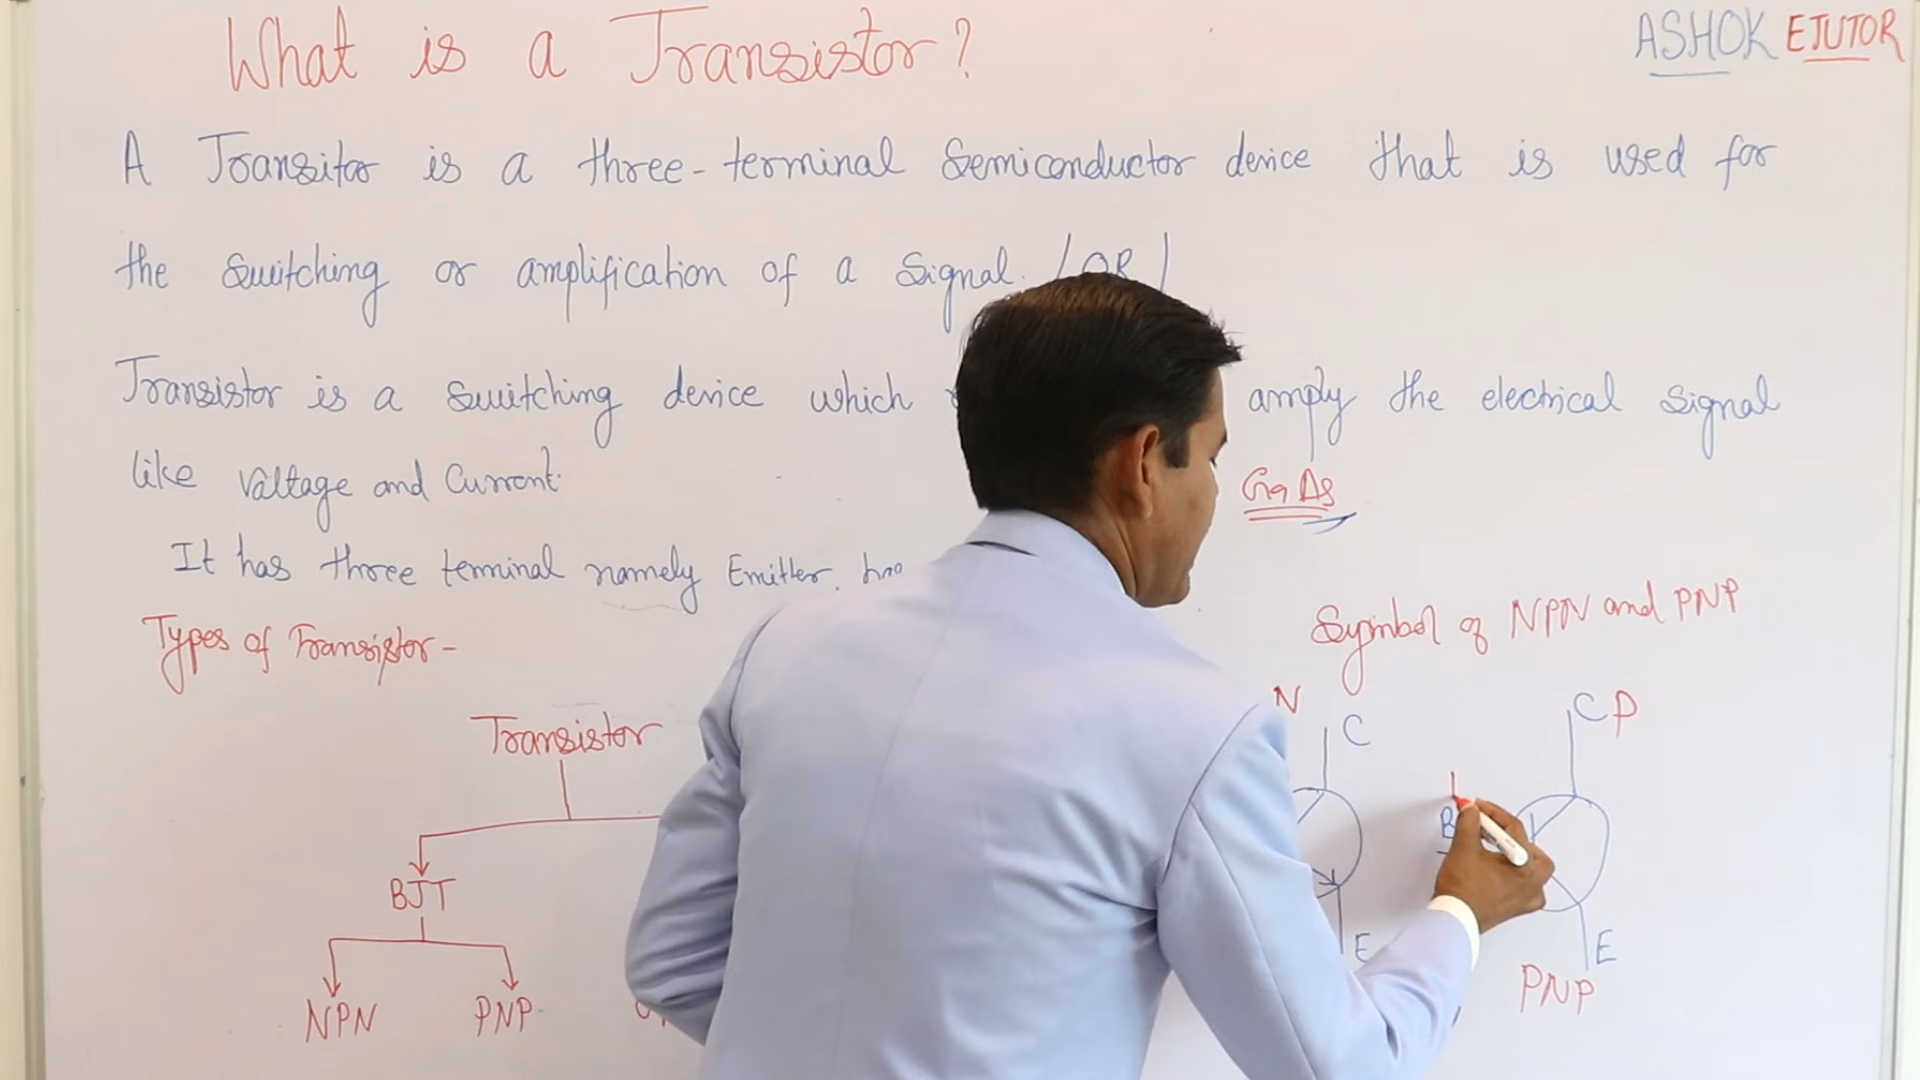 What is a Transistor?
ASHOK EJUTOR
A Transitor is a three-terminal Semiconductor device that is used for
the Switching or amplification of a Signal. / OR /
Transistor is a Switching device which amply the electrical Signal
like Voltage and Current.
GaAs
It has three terminal namely Emitter,
Types of Transistor-
Symbol of NPN and PNP
Transistor
N
C
C P
B
BJT
E
E
NPN
PNP
PNP